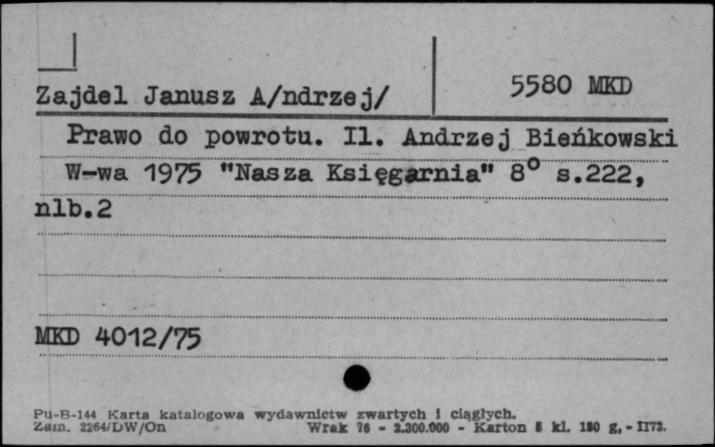 5580 MKD
Zajdel Janusz A/ndrzej/
Prawo do powrotu. Il. Andrzej Bieńkowski
W-wa 1975 "Nasza Księgarnia" 8° s.222,
nlb.2
MKD 4012/75
Pu-B-144 Karta katalogowa wydawnictw zwartych i ciągłych.
Zam. 2264/DW/On Wrak 76 - 2.300.000 - Karton 5 kl. 180 g, - II73.